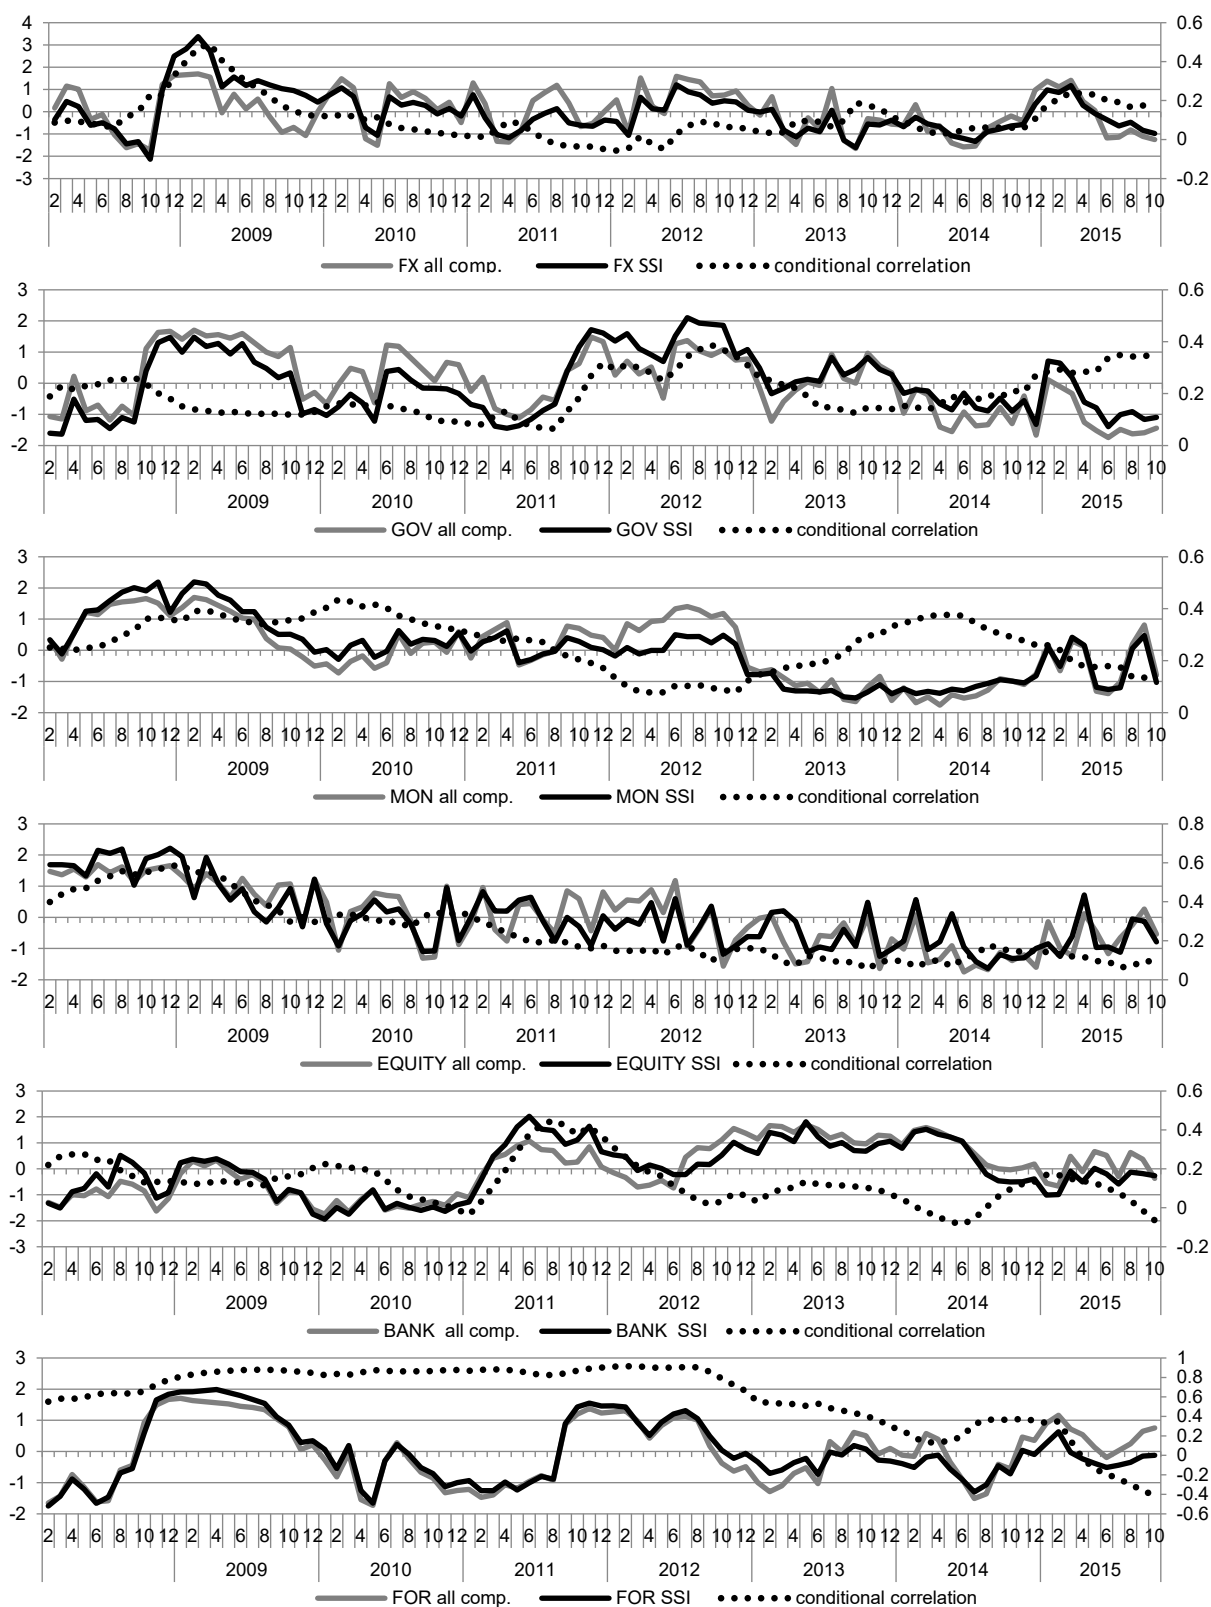 4 0.6
3
2 0.4
1
0 0.2
-1
-2 0
-3 -0.2
2 4 6 8 10 12 2 4 6 8 10 12 2 4 6 8 10 12 2 4 6 8 10 12 2 4 6 8 10 12 2 4 6 8 10 12 2 4 6 8 10 12 2 4 6 8 10
2009 2010 2011 2012 2013 2014 2015
FX all comp. FX SSI conditional correlation
3 0.6
2
1 0.4
0
-1 0.2
-2 0
2 4 6 8 10 12 2 4 6 8 10 12 2 4 6 8 10 12 2 4 6 8 10 12 2 4 6 8 10 12 2 4 6 8 10 12 2 4 6 8 10 12 2 4 6 8 10
2009 2010 2011 2012 2013 2014 2015
GOV all comp. GOV SSI conditional correlation
3 0.6
2
1 0.4
0
-1 0.2
-2 0
2 4 6 8 10 12 2 4 6 8 10 12 2 4 6 8 10 12 2 4 6 8 10 12 2 4 6 8 10 12 2 4 6 8 10 12 2 4 6 8 10 12 2 4 6 8 10
2009 2010 2011 2012 2013 2014 2015
MON all comp. MON SSI conditional correlation
3 0.8
2 0.6
1
0 0.4
-1 0.2
-2 0
2 4 6 8 10 12 2 4 6 8 10 12 2 4 6 8 10 12 2 4 6 8 10 12 2 4 6 8 10 12 2 4 6 8 10 12 2 4 6 8 10 12 2 4 6 8 10
2009 2010 2011 2012 2013 2014 2015
EQUITY all comp. EQUITY SSI conditional correlation
3 0.6
2 0.4
1
0 0.2
-1 0
-2
-3 -0.2
2 4 6 8 10 12 2 4 6 8 10 12 2 4 6 8 10 12 2 4 6 8 10 12 2 4 6 8 10 12 2 4 6 8 10 12 2 4 6 8 10 12 2 4 6 8 10
2009 2010 2011 2012 2013 2014 2015
BANK all comp. BANK SSI conditional correlation
3 1
0.8
2 0.6
1 0.4
0.2
0 0
-1 -0.2
-0.4
-2 -0.6
2 4 6 8 10 12 2 4 6 8 10 12 2 4 6 8 10 12 2 4 6 8 10 12 2 4 6 8 10 12 2 4 6 8 10 12 2 4 6 8 10 12 2 4 6 8 10
2009 2010 2011 2012 2013 2014 2015
FOR all comp. FOR SSI conditional correlation